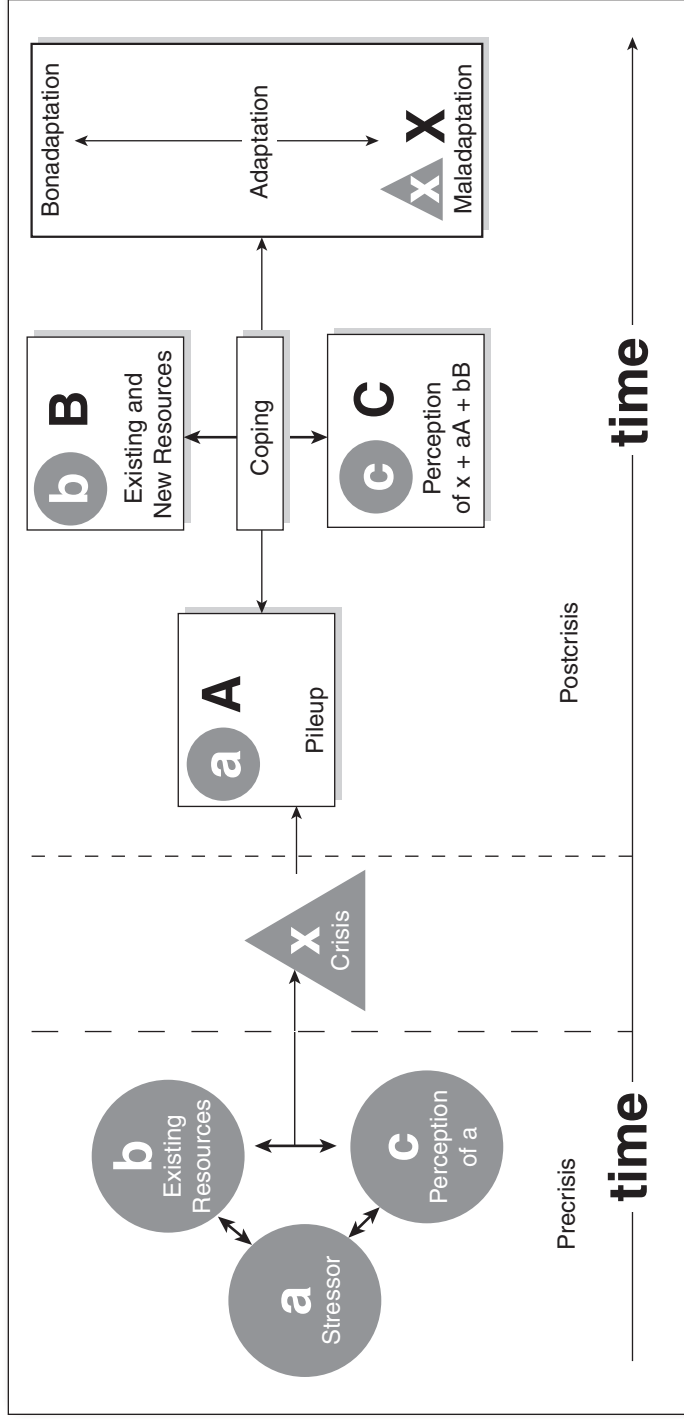 a
Stressor
b
Existing
Resources
c
Perception
of a
x
Crisis
a A
Pileup
b B
Existing and
New Resources
Coping
c C
Perception
of x + aA + bB
Bonadaptation
Adaptation
x X
Maladaptation
Precrisis
Postcrisis
time
time